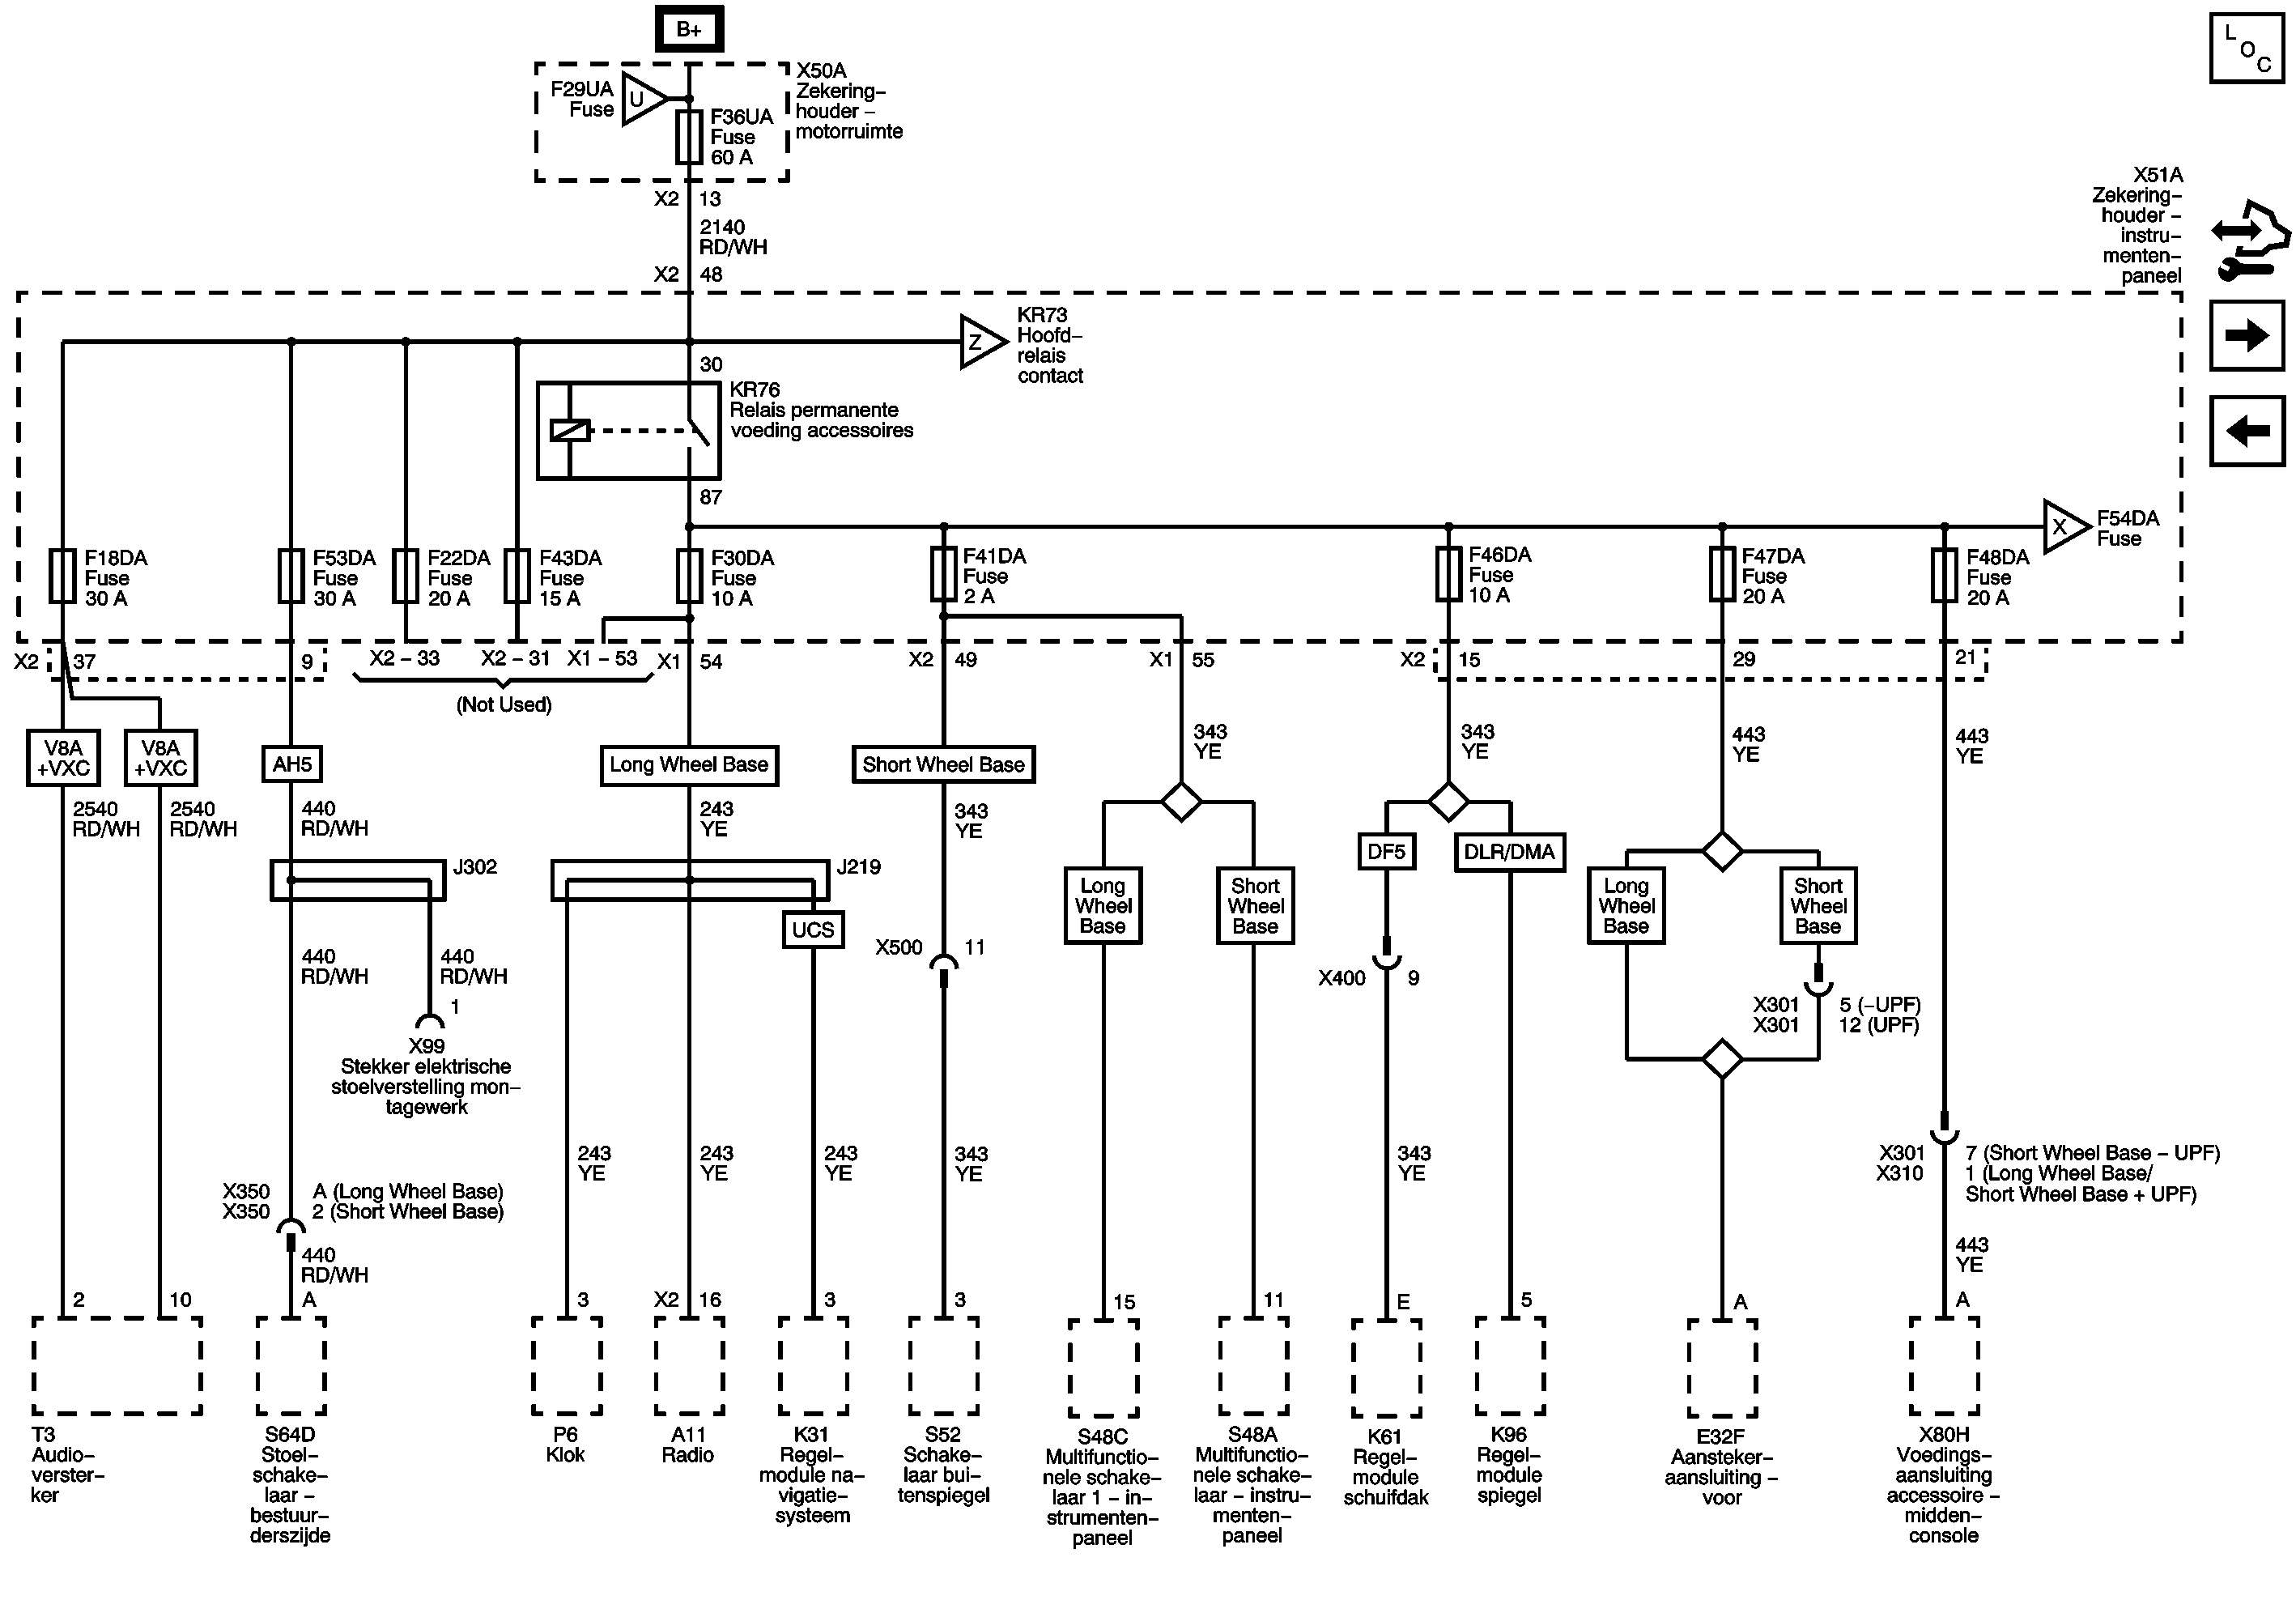 B+
L
O
C
X50A
Zekering–
houder –
motorruimte
F29UA
Fuse
U
F36UA
Fuse
60 A
X2 13
2140
RD/WH
X2 48
X51A
Zekering–
houder –
instru–
menten–
paneel
KR73
Hoofd–
relais
contact
Z
30
KR76
Relais permanente
voeding accessoires
87
X
F54DA
Fuse
F18DA
Fuse
30 A
F53DA
Fuse
30 A
F22DA
Fuse
20 A
F43DA
Fuse
15 A
F30DA
Fuse
10 A
F41DA
Fuse
2 A
F46DA
Fuse
10 A
F47DA
Fuse
20 A
F48DA
Fuse
20 A
X2 37
9
X2 – 33
X2 – 31
X1 – 53
X1 54
X2 49
X1 55
X2 15
29
21
(Not Used)
V8A
+VXC
V8A
+VXC
AH5
Long Wheel Base
Short Wheel Base
343
YE
343
YE
443
YE
443
YE
2540
RD/WH
2540
RD/WH
440
RD/WH
243
YE
343
YE
J302
J219
UCS
DF5
DLR/DMA
Long
Wheel
Base
Short
Wheel
Base
Long
Wheel
Base
Short
Wheel
Base
440
RD/WH
440
RD/WH
1
X99
Stekker elektrische
stoelverstelling mon–
tagewerk
X500 11
X400 9
X301 5 (–UPF)
X301 12 (UPF)
243
YE
243
YE
243
YE
343
YE
343
YE
X301 7 (Short Wheel Base – UPF)
X310 1 (Long Wheel Base/
Short Wheel Base + UPF)
X350 A (Long Wheel Base)
X350 2 (Short Wheel Base)
440
RD/WH
443
YE
2
10
A
3
X2 16
3
3
15
11
E
5
A
A
T3
Audio–
verster–
ker
S64D
Stoel–
schake–
laar –
bestuur–
derszijde
P6
Klok
A11
Radio
K31
Regel–
module na–
vigatie–
systeem
S52
Schake–
laar bui–
tenspiegel
S48C
Multifunctio–
nele schake–
laar 1 – in–
strumenten–
paneel
S48A
Multifunctio–
nele schake–
laar – instru–
menten–
paneel
K61
Regel–
module
schuifdak
K96
Regel–
module
spiegel
E32F
Aansteker–
aansluiting –
voor
X80H
Voedings–
aansluiting
accessoire –
midden–
console